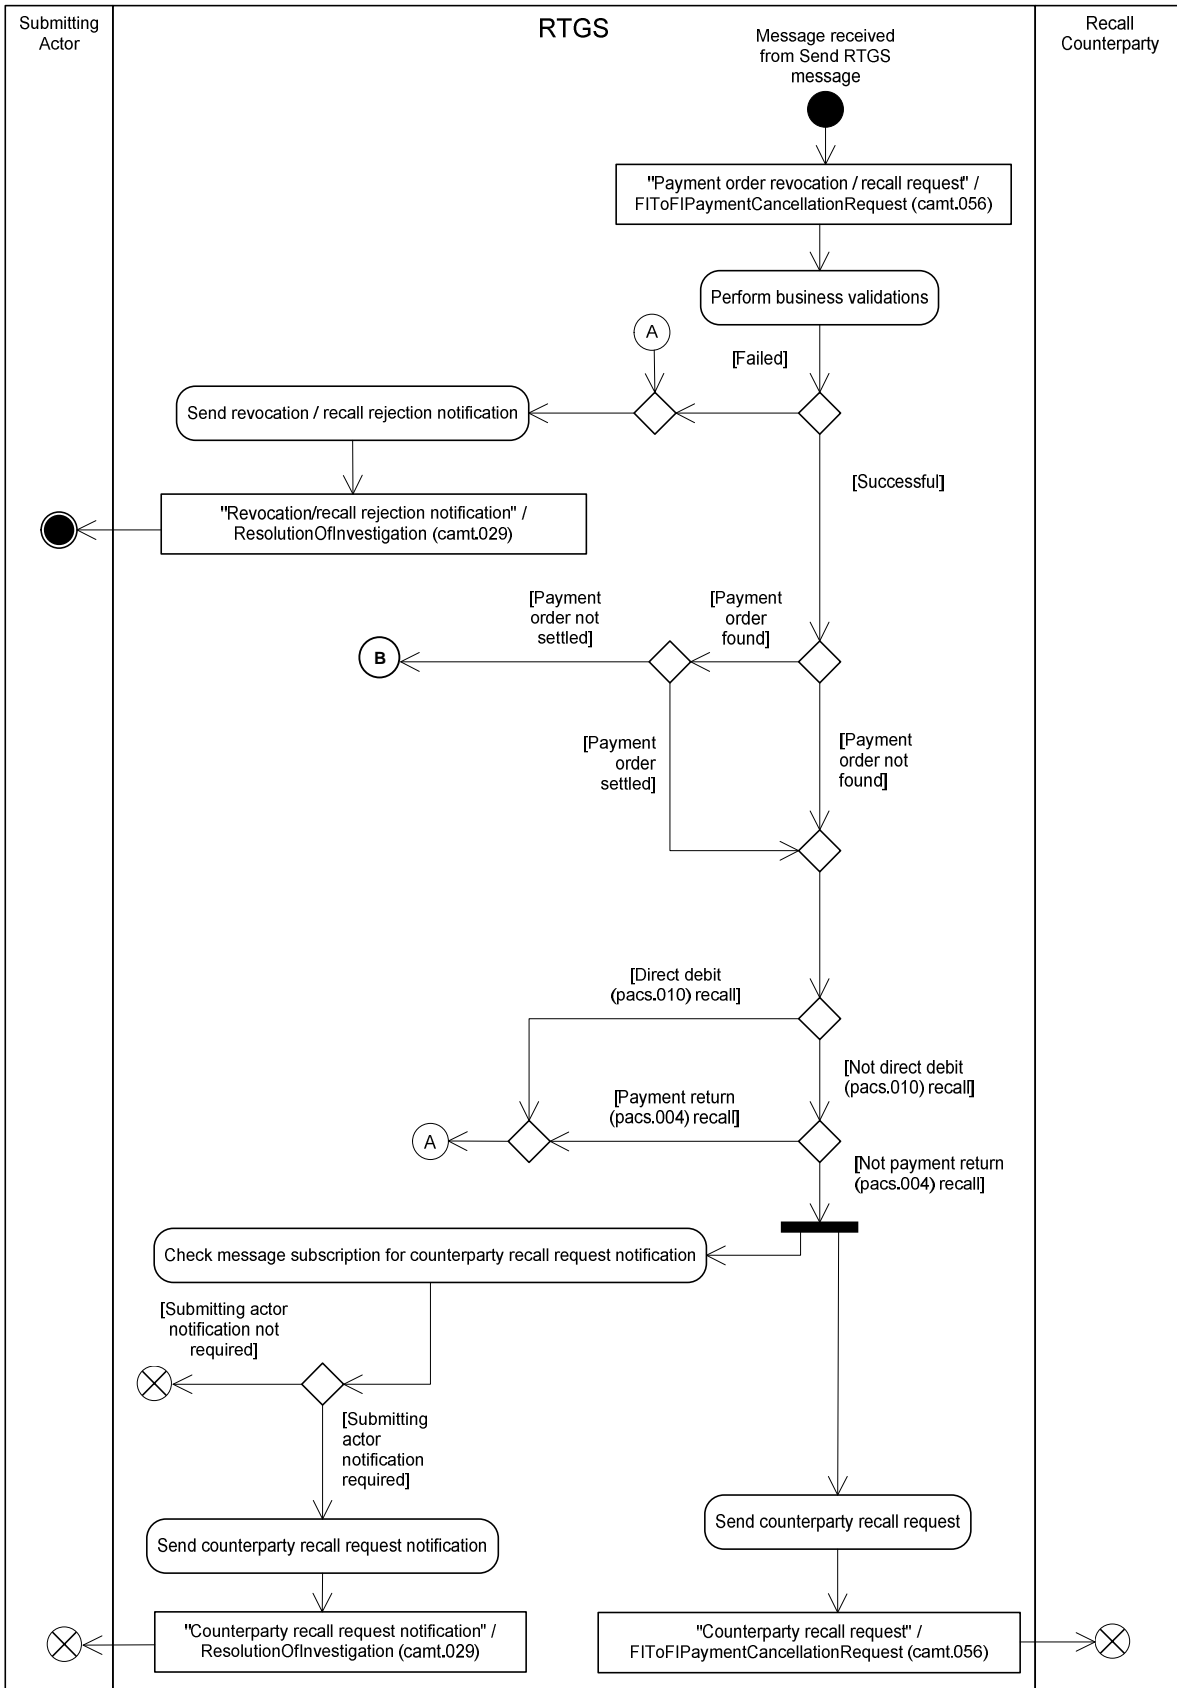 Submitting
Actor
RTGS
Recall
Counterparty
Message received
from Send RTGS
message
"Payment order revocation / recall request" /
FIToFIPaymentCancellationRequest (camt.056)
Perform business validations
A
[Failed]
Send revocation / recall rejection notification
[Successful]
"Revocation/recall rejection notification" /
ResolutionOfInvestigation (camt.029)
[Payment
order not
settled]
[Payment
order
found]
B
[Payment
order
settled]
[Payment
order not
found]
[Direct debit
(pacs.010) recall]
[Not direct debit
(pacs.010) recall]
[Payment return
(pacs.004) recall]
A
[Not payment return
(pacs.004) recall]
Check message subscription for counterparty recall request notification
[Submitting actor
notification not
required]
[Submitting
actor
notification
required]
Send counterparty recall request
Send counterparty recall request notification
"Counterparty recall request notification" /
ResolutionOfInvestigation (camt.029)
"Counterparty recall request" /
FIToFIPaymentCancellationRequest (camt.056)